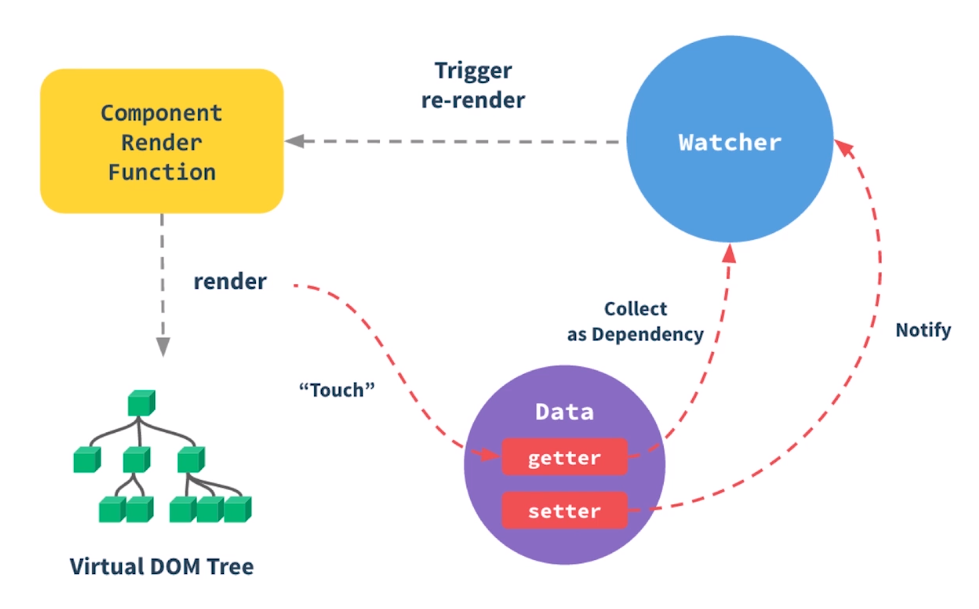 Trigger
re-render
Component
Render
Function
Watcher
render
Collect
as Dependency
Notify
“Touch”
Data
getter
setter
Virtual DOM Tree